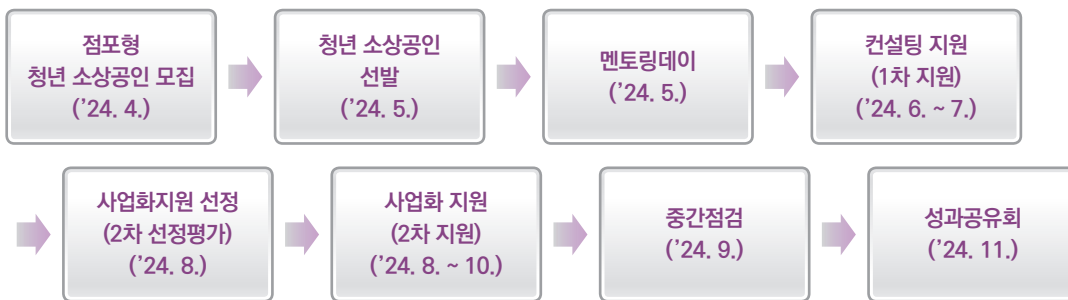 점포형
청년 소상공인 모집
(’24. 4.)
청년 소상공인
선발
(’24. 5.)
멘토링데이
(’24. 5.)
컨설팅 지원
(1차 지원)
(’24. 6. ~ 7.)
사업화지원 선정
(2차 선정평가)
(’24. 8.)
사업화 지원
(2차 지원)
(’24. 8. ~ 10.)
중간점검
(’24. 9.)
성과공유회
(’24. 11.)